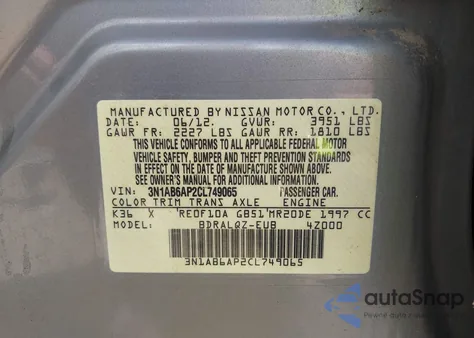 MANUFACTURED BY NISSAN MOTOR CO., LTD.
DATE: 06/12. GVWR: 3951 LBS
GAWR FR: 2227 LBS GAWR RR: 1810 LBS
THIS VEHICLE CONFORMS TO ALL APPLICABLE FEDERAL MOTOR
VEHICLE SAFETY, BUMPER AND THEFT PREVENTION STANDARDS
IN EFFECT ON THE DATE OF MANUFACTURE SHOWN ABOVE.
SEE OWNER'S MANUAL FOR ADDITIONAL INFORMATION
VIN: 3N1AB6AP2CL749065 PASSENGER CAR.
COLOR TRIM TRANS AXLE ENGINE
K36 X RE0F10A GB51 MR20DE 1997 CC
MODEL: BDRALQZ-EUB 4Z000
3N1AB6AP2CL749065
autoSnap